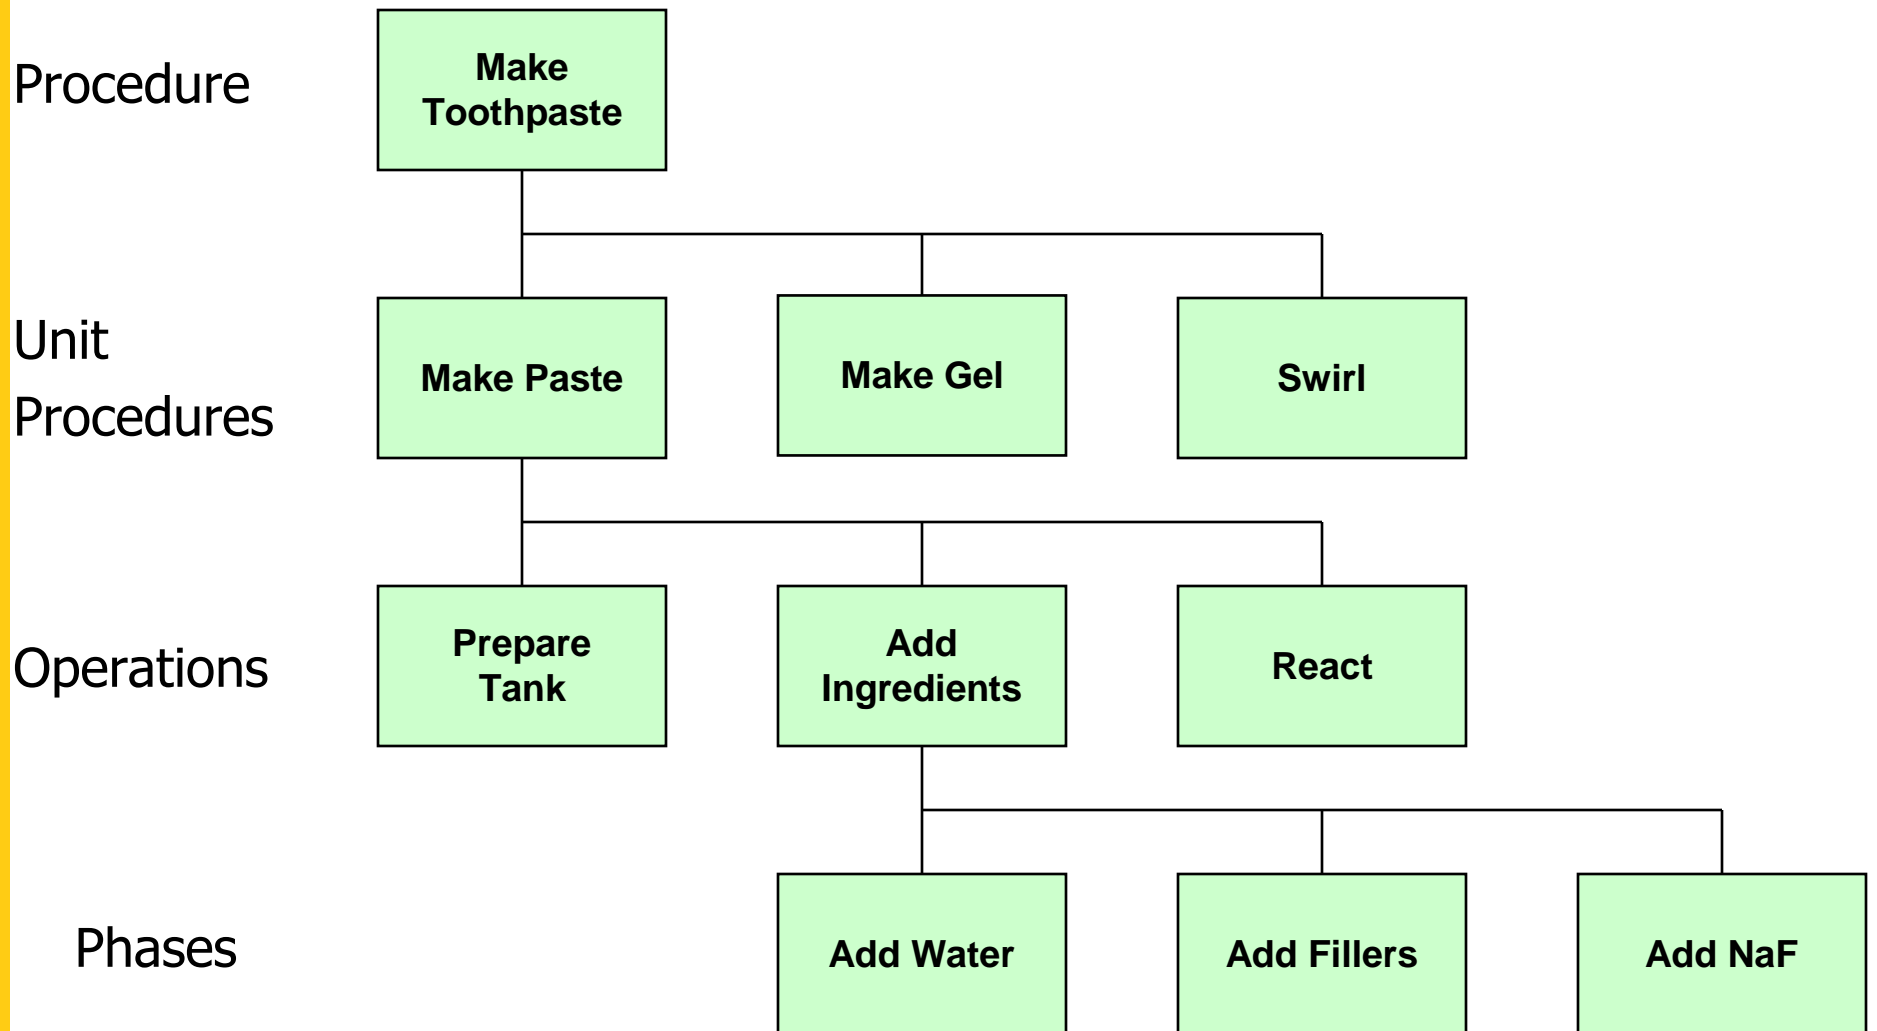 Procedure
Make
Toothpaste
Unit
Procedures
Make Paste
Make Gel
Swirl
Operations
Prepare
Tank
Add
Ingredients
React
Phases
Add Water
Add Fillers
Add NaF